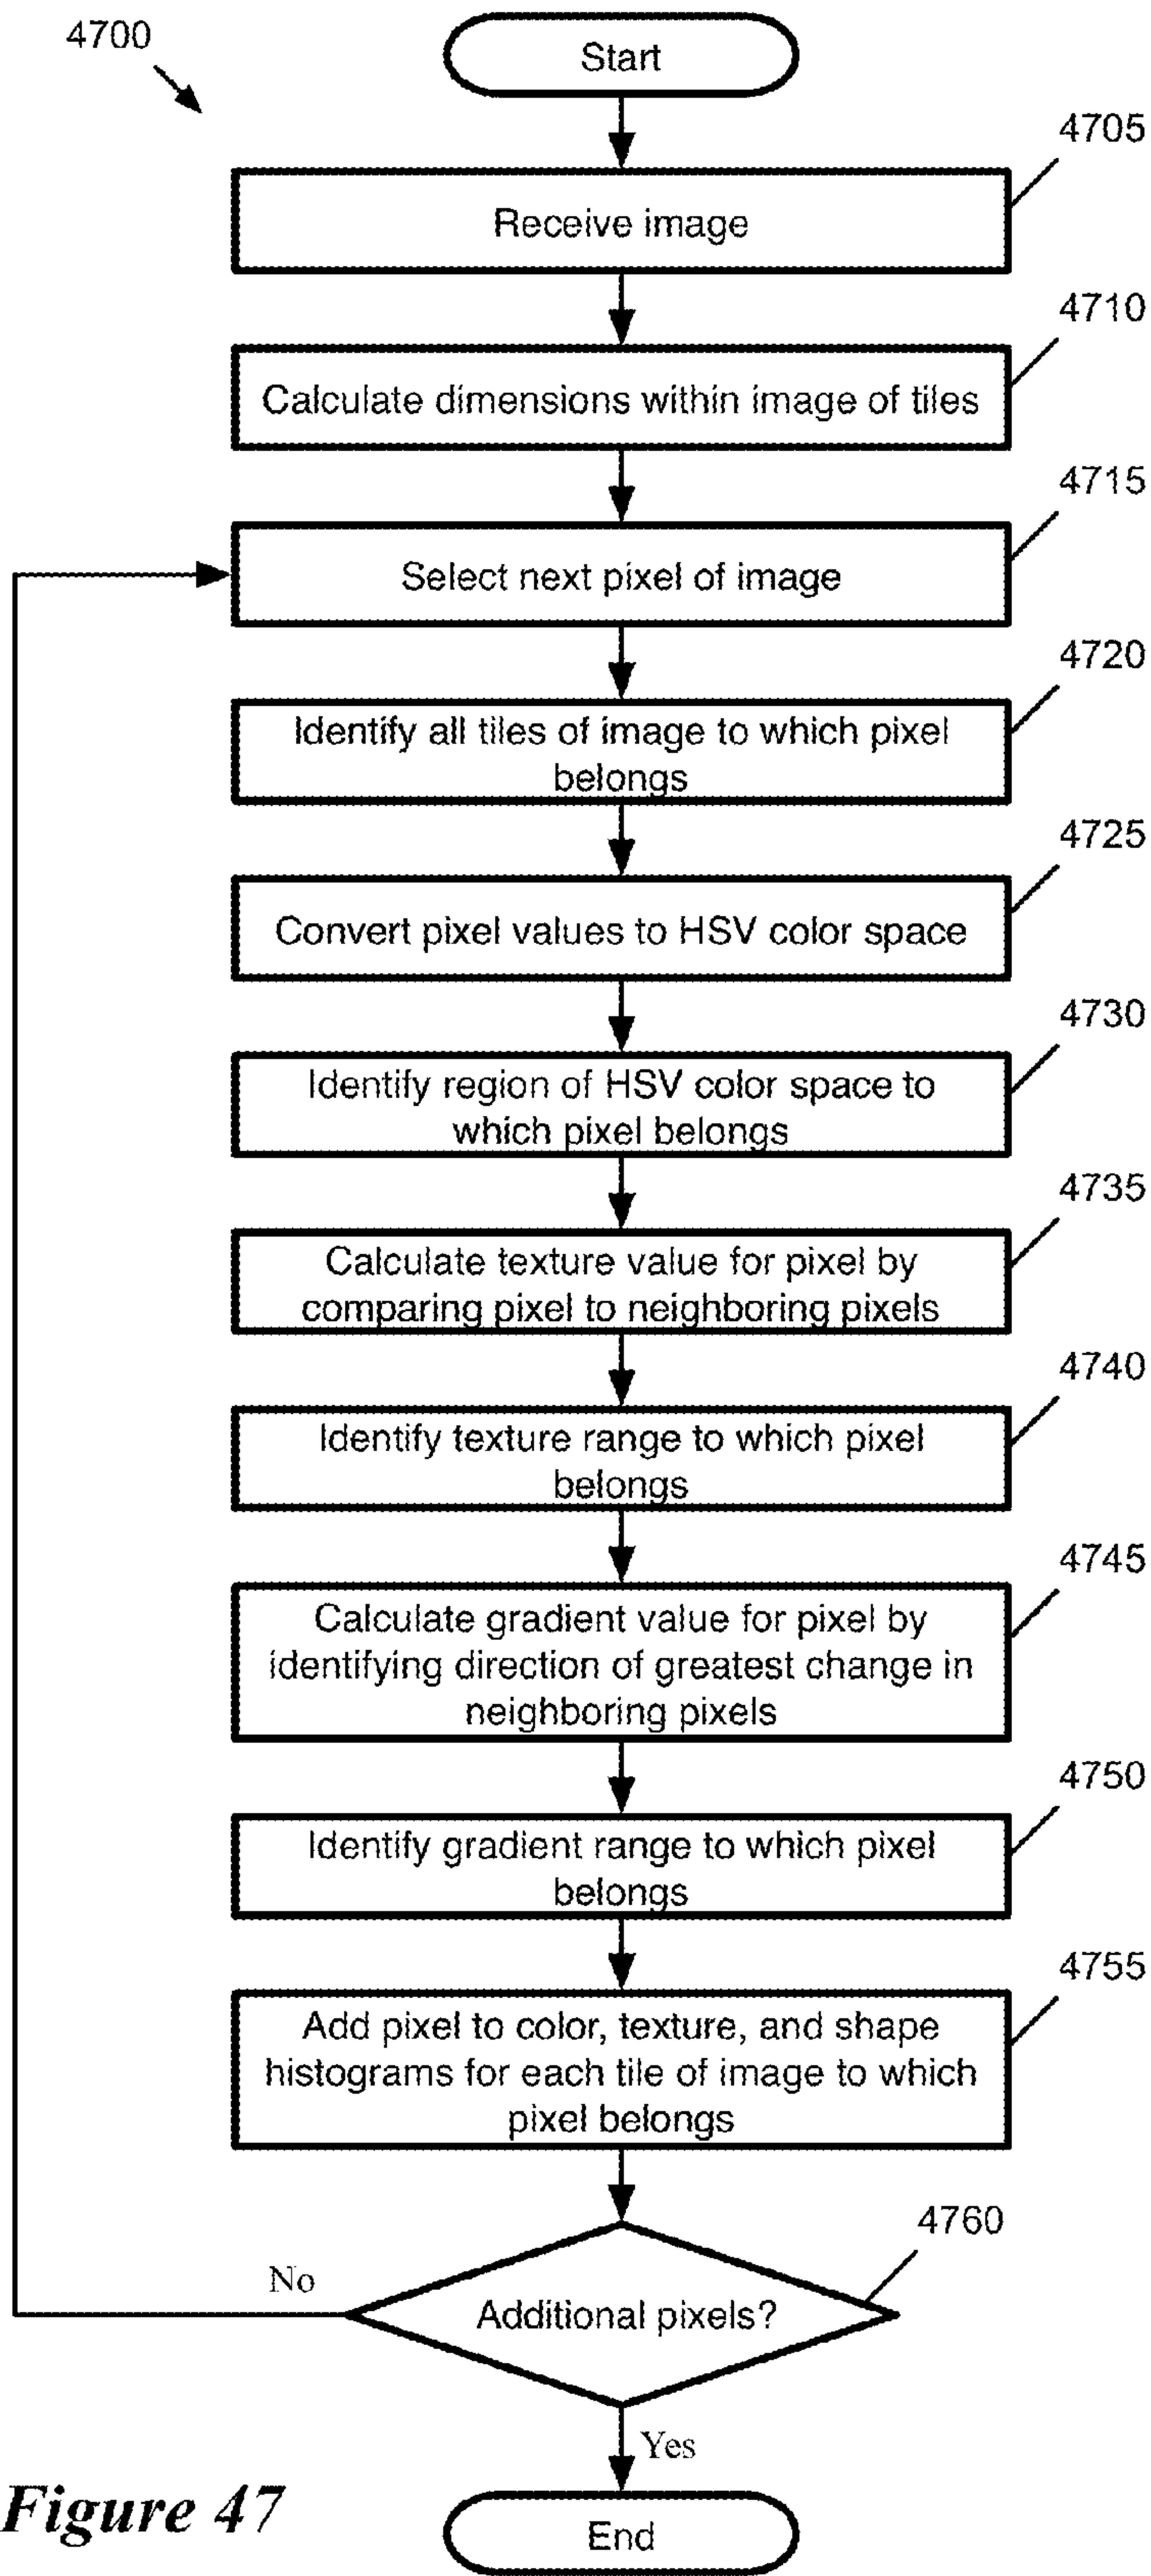 4700
Start
4705
Receive image
4710
Calculate dimensions within image of tiles
4715
Select next pixel of image
4720
Identify all tiles of image to which pixel
belongs
4725
Convert pixel values to HSV color space
4730
Identify region of HSV color space to
which pixel belongs
4735
Calculate texture value for pixel by
comparing pixel to neighboring pixels
4740
Identify texture range to which pixel
belongs
4745
Calculate gradient value for pixel by
identifying direction of greatest change in
neighboring pixels
4750
Identify gradient range to which pixel
belongs
4755
Add pixel to color, texture, and shape
histograms for each tile of image to which
pixel belongs
4760
No
Additional pixels?
Yes
Figure 47
End